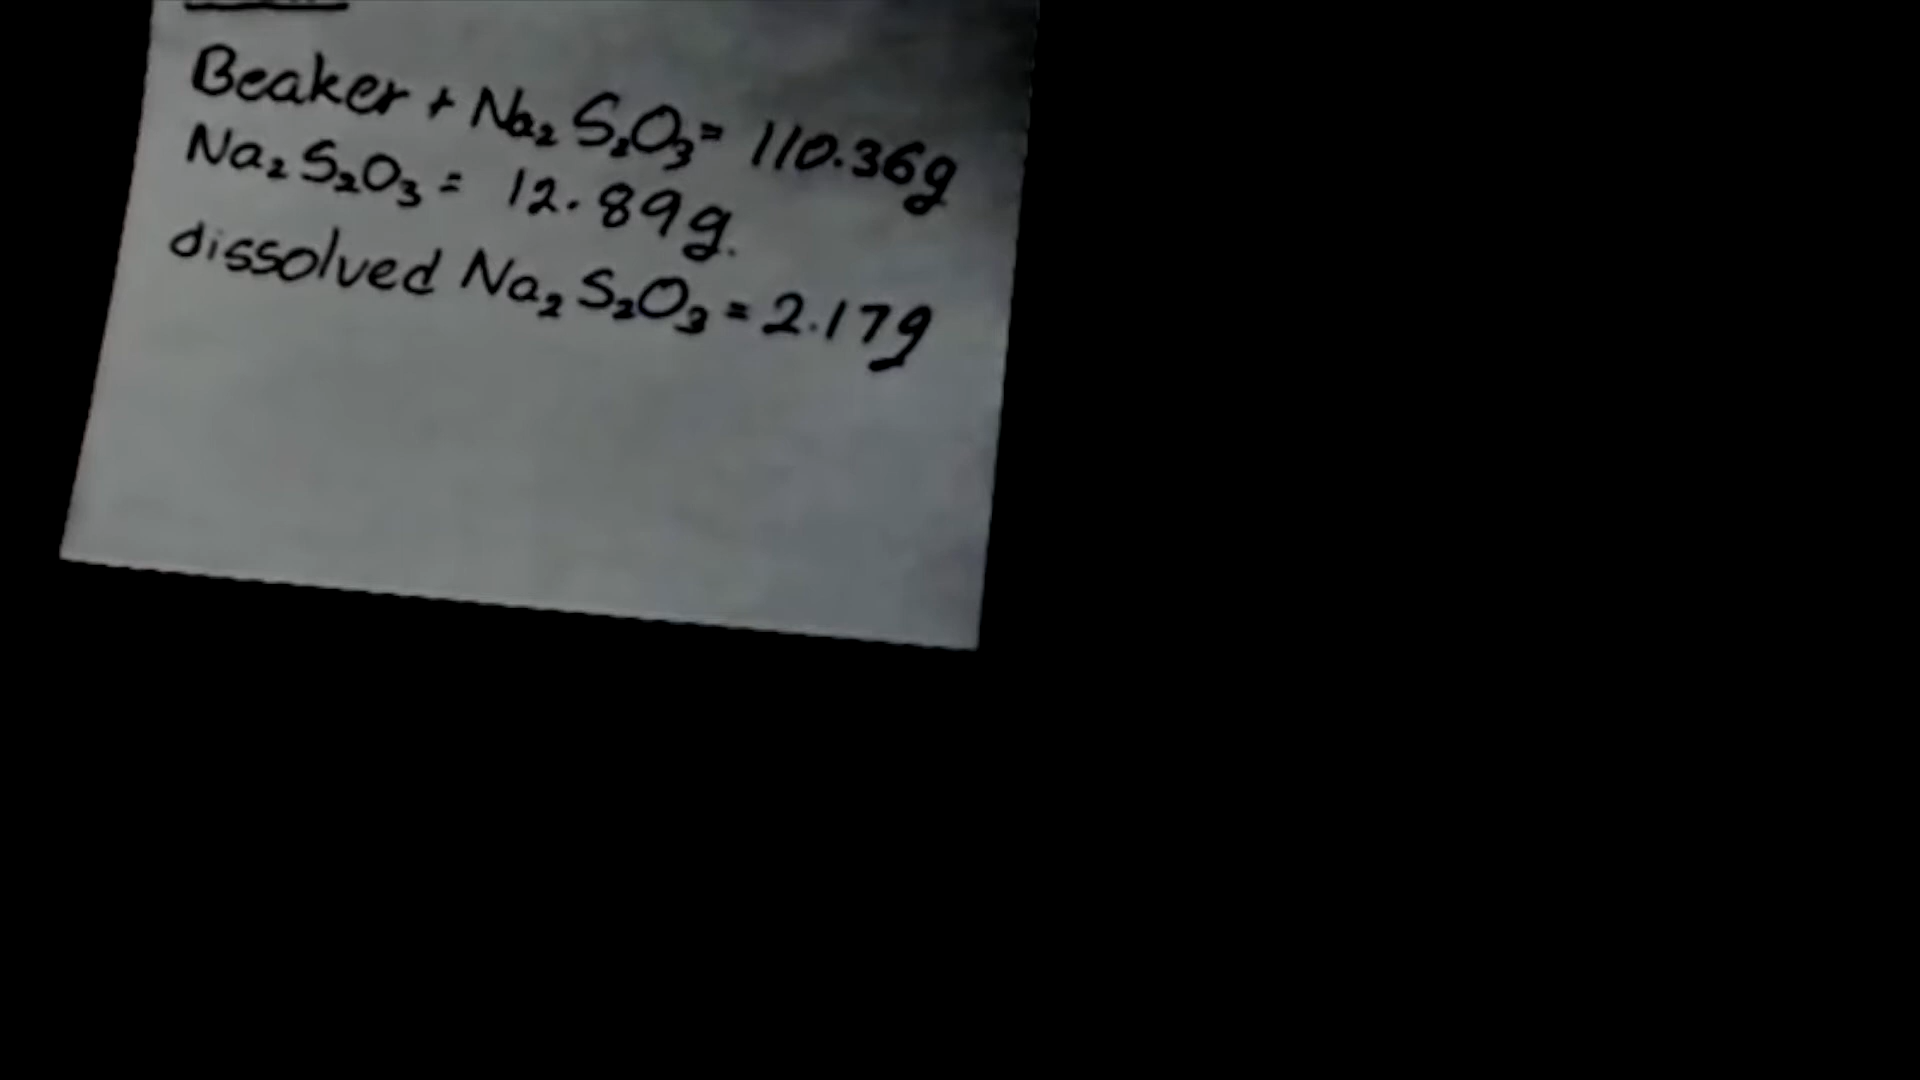 Beaker + Na₂S₂O₃ = 110.36g
Na₂S₂O₃ = 12.89g.
dissolved Na₂S₂O₃ = 2.17g